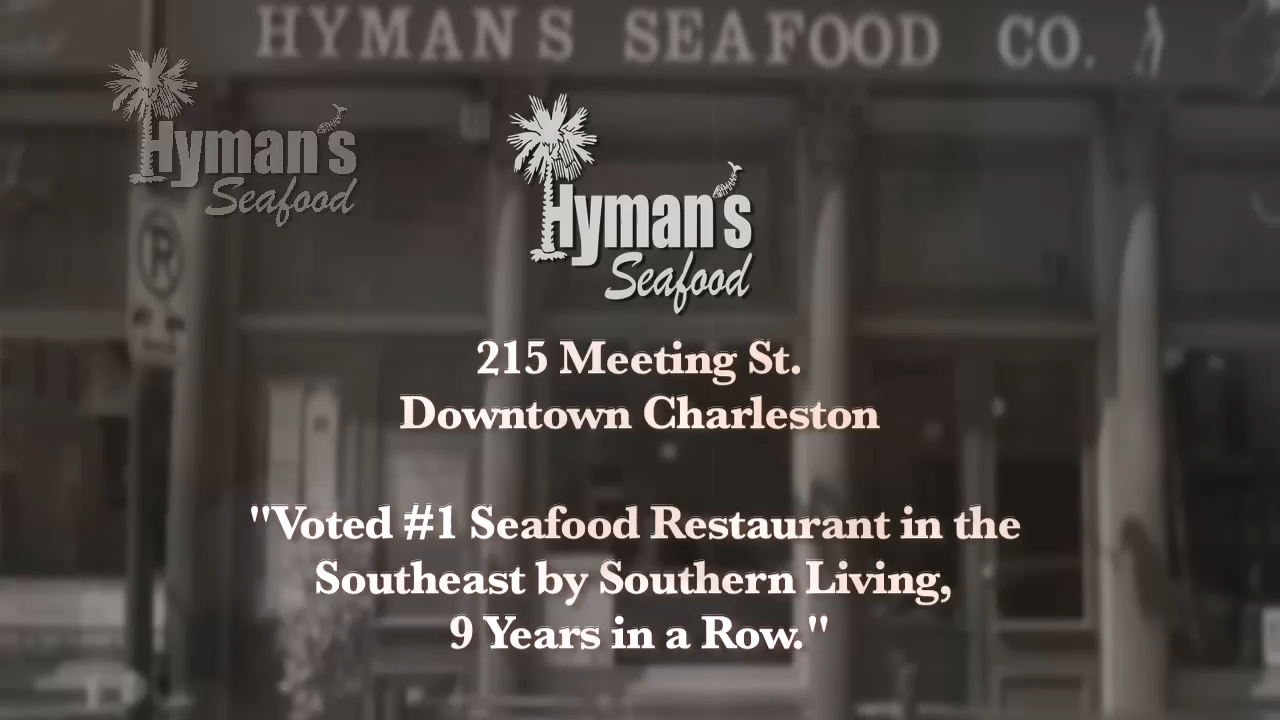 HYMAN'S SEAFOOD CO.
Hyman's
Seafood
Hyman's
Seafood
R
215 Meeting St.
Downtown Charleston
"Voted #1 Seafood Restaurant in the
Southeast by Southern Living,
9 Years in a Row."